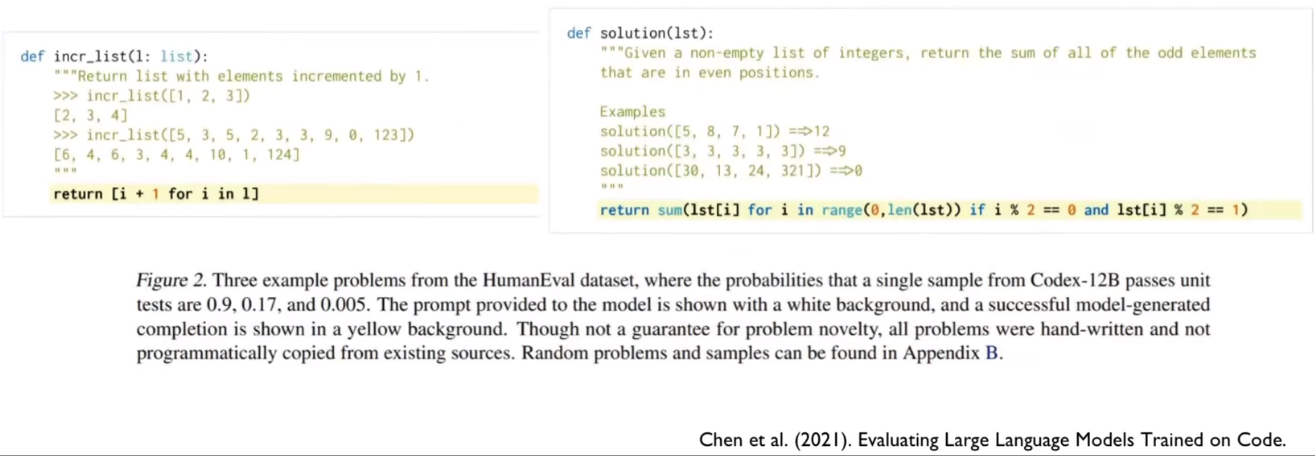 def incr_list(l: list):
"""Return list with elements incremented by 1.
>>> incr_list([1, 2, 3])
[2, 3, 4]
>>> incr_list([5, 3, 5, 2, 3, 3, 9, 0, 123])
[6, 4, 6, 3, 4, 4, 10, 1, 124]
"""
return [i + 1 for i in l]
def solution(lst):
"""Given a non-empty list of integers, return the sum of all of the odd elements
that are in even positions.
Examples
solution([5, 8, 7, 1]) ==>12
solution([3, 3, 3, 3, 3]) ==>9
solution([30, 13, 24, 321]) ==>0
"""
return sum(lst[i] for i in range(0,len(lst)) if i % 2 == 0 and lst[i] % 2 == 1)
Figure 2. Three example problems from the HumanEval dataset, where the probabilities that a single sample from Codex-12B passes unit
tests are 0.9, 0.17, and 0.005. The prompt provided to the model is shown with a white background, and a successful model-generated
completion is shown in a yellow background. Though not a guarantee for problem novelty, all problems were hand-written and not
programmatically copied from existing sources. Random problems and samples can be found in Appendix B.
Chen et al. (2021). Evaluating Large Language Models Trained on Code.